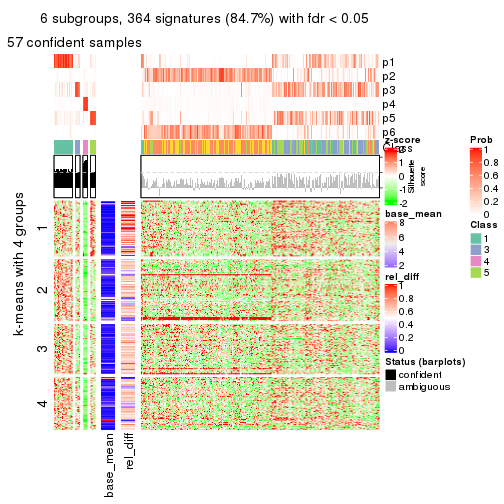 6 subgroups, 364 signatures (84.7%) with fdr < 0.05
57 confident samples
p1
p2
p3
p4
p5
p6
Class
1
2
3
4
k-means with 4 groups
base_mean
rel_diff
Silhouette
score
z-score
2
1
0
-1
-2
base_mean
8
6
4
2
rel_diff
1
0.8
0.6
0.4
0.2
0
Status (barplots)
confident
ambiguous
Prob
1
0.8
0.6
0.4
0.2
0
Class
1
3
4
5